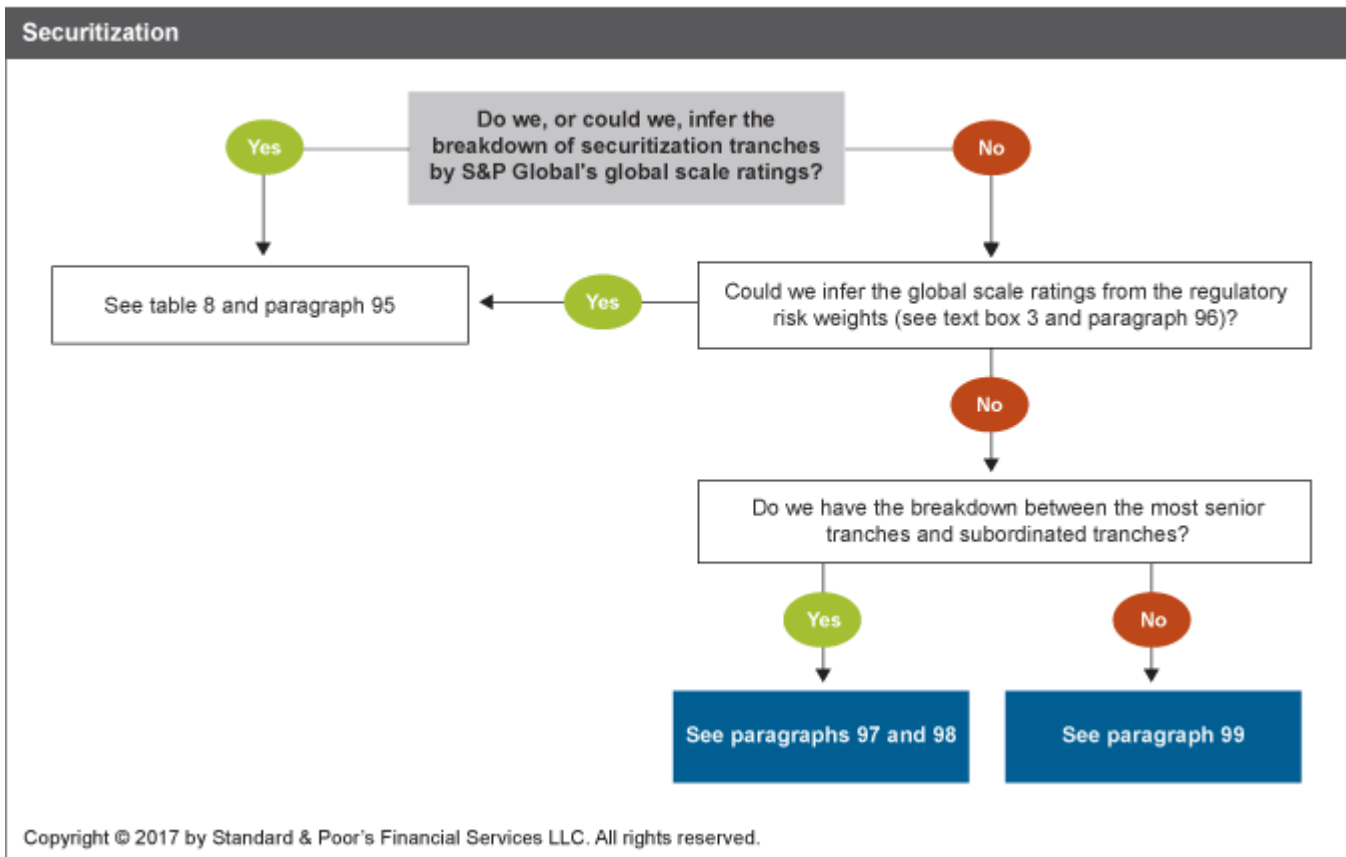 Securitization
Do we, or could we, infer the
breakdown of securitization tranches
by S&P Global's global scale ratings?
Yes
No
See table 8 and paragraph 95
Yes
Could we infer the global scale ratings from the regulatory
risk weights (see text box 3 and paragraph 96)?
No
Do we have the breakdown between the most senior
tranches and subordinated tranches?
Yes
No
See paragraphs 97 and 98
See paragraph 99
Copyright © 2017 by Standard & Poor's Financial Services LLC. All rights reserved.